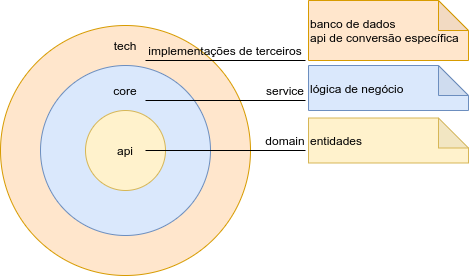 banco de dados
tech
implementações de terceiros
api de conversão específica
core
service
lógica de negócio
api
domain
entidades